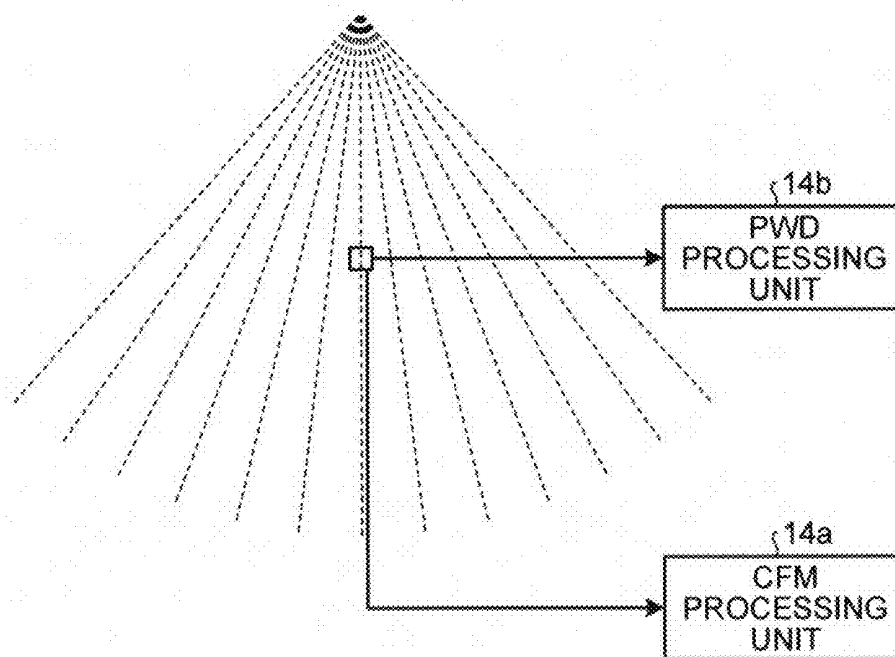 14b
PWD
PROCESSING
UNIT
14a
CFM
PROCESSING
UNIT